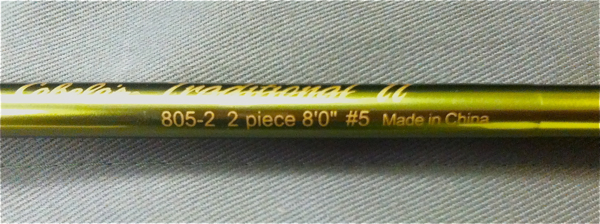 Cabela's Traditional II
805-2 2 piece 8'0" #5 Made in China